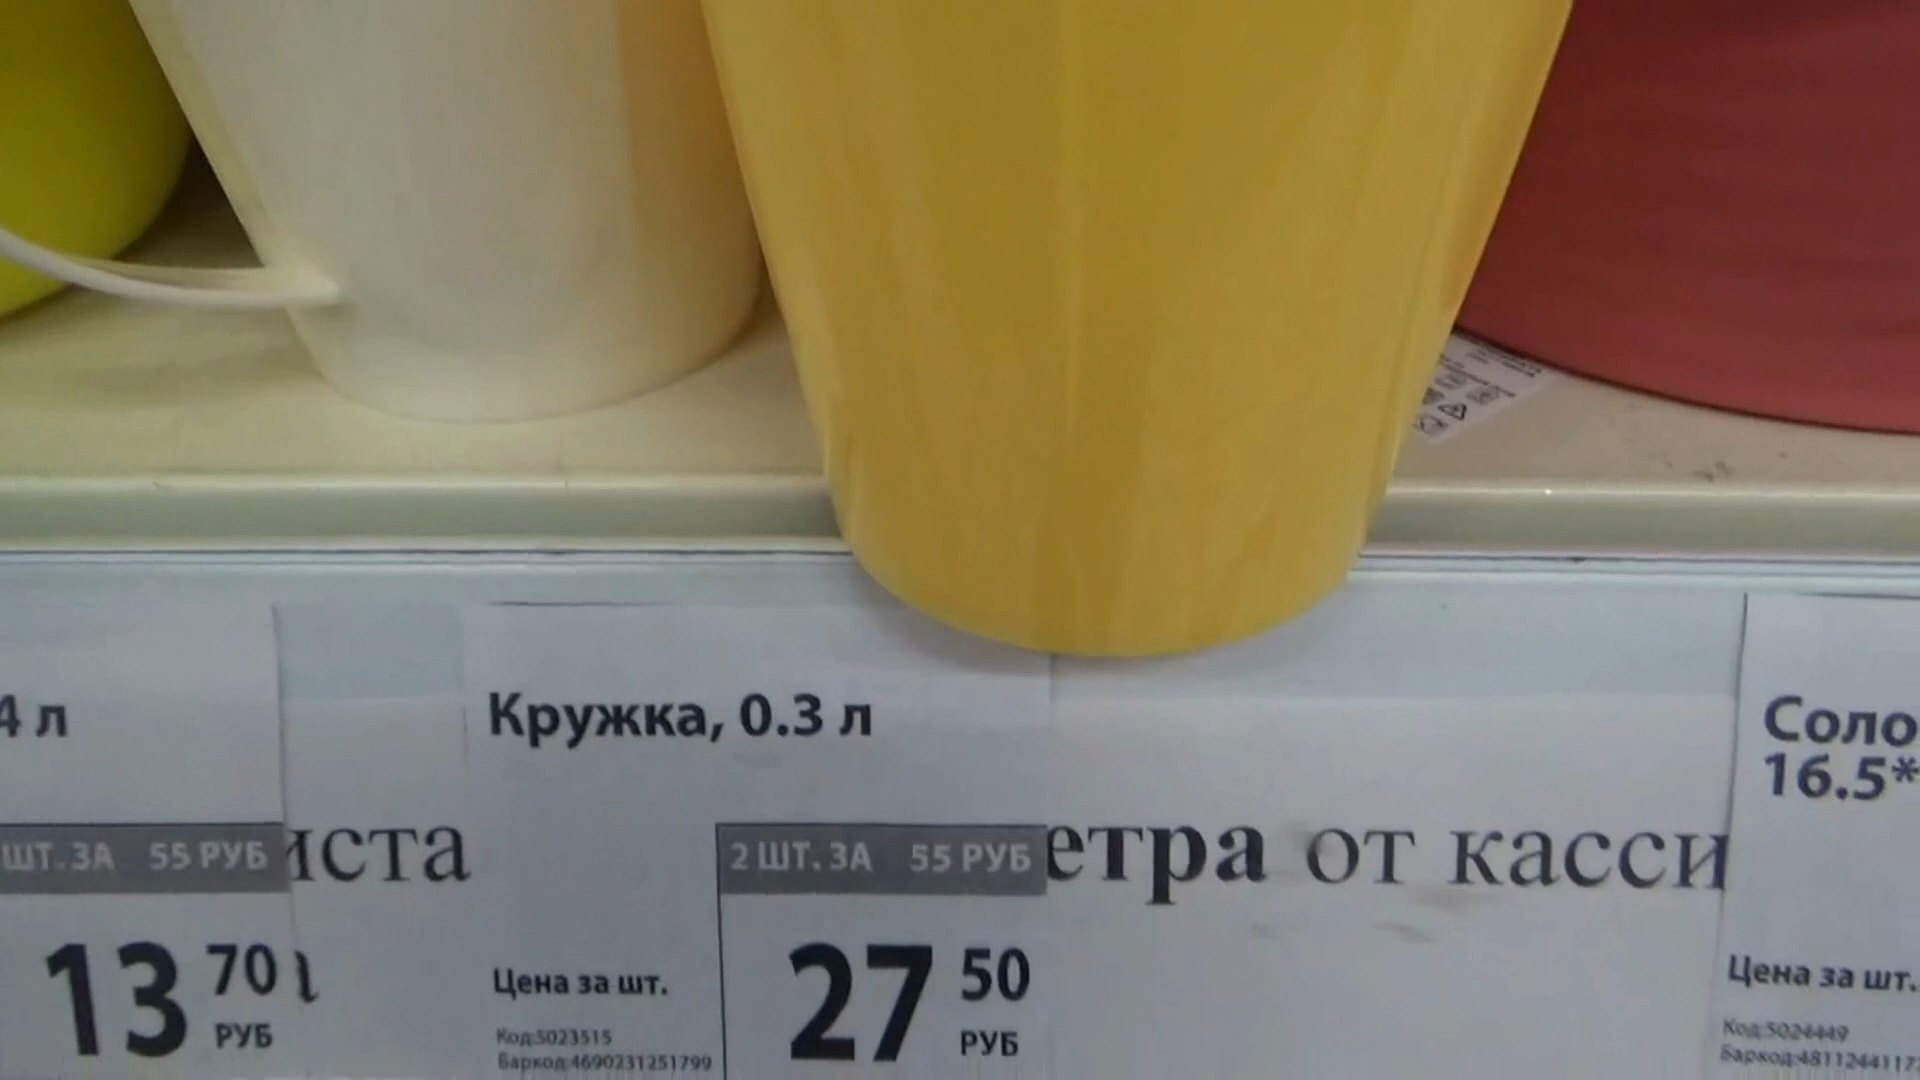 4 л
ШТ. ЗА 55 РУБ
13 70
РУБ
иста
Кружка, 0.3 л
2 ШТ. ЗА 55 РУБ
27 50
РУБ
Цена за шт.
Код:5023515
Баркод:4690231251799
етра от касси
Соло
16.5*
Цена за шт.
Код:5024449
Баркод:48112441177